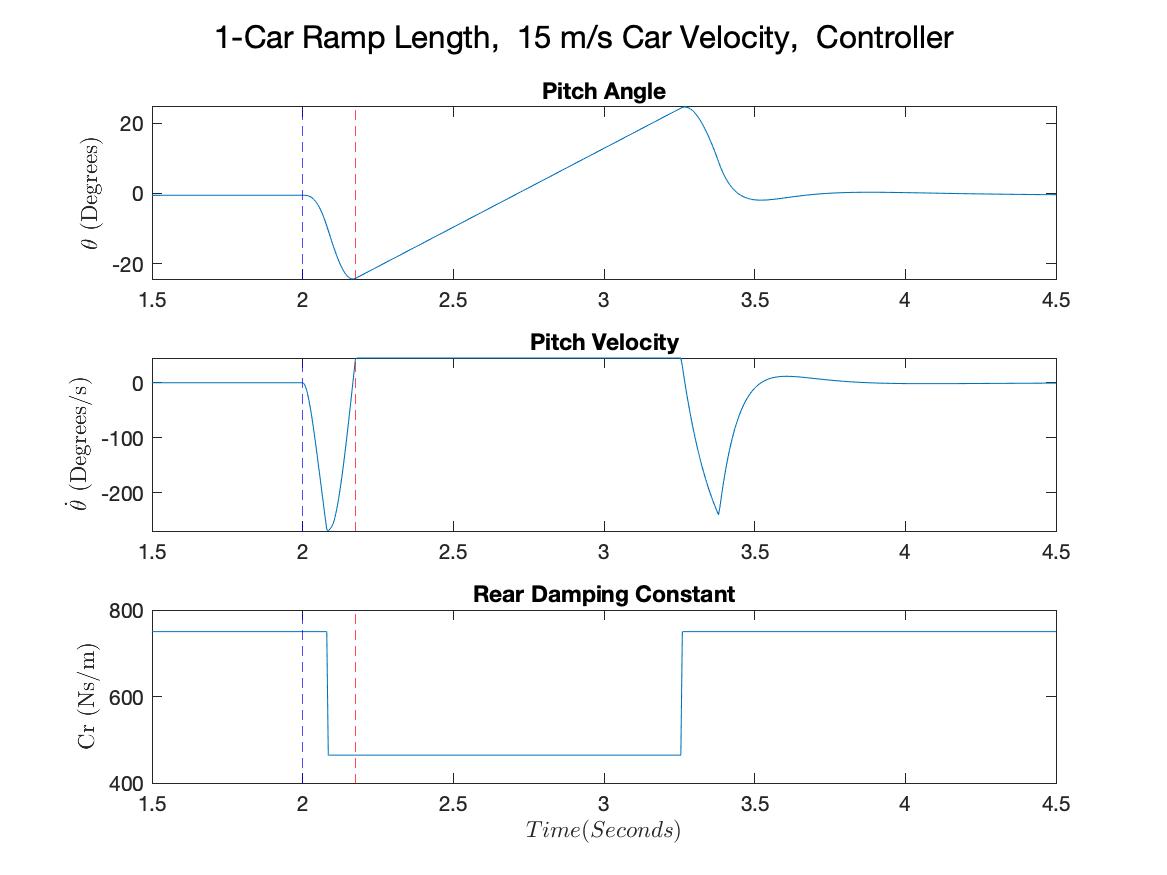 1-Car Ramp Length, 15 m/s Car Velocity, Controller
Pitch Angle
θ (Degrees)
20
0
-20
1.5 2 2.5 3 3.5 4 4.5
Pitch Velocity
θ̇ (Degrees/s)
0
-100
-200
1.5 2 2.5 3 3.5 4 4.5
Rear Damping Constant
Cr (Ns/m)
800
600
400
1.5 2 2.5 3 3.5 4 4.5
Time(Seconds)